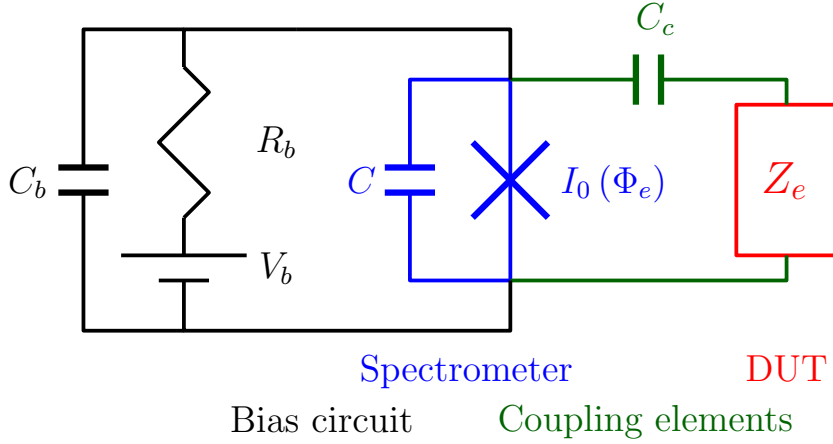 C_c
R_b
C_b
C
I_0 (Φ_e)
Z_e
V_b
Spectrometer
DUT
Bias circuit
Coupling elements